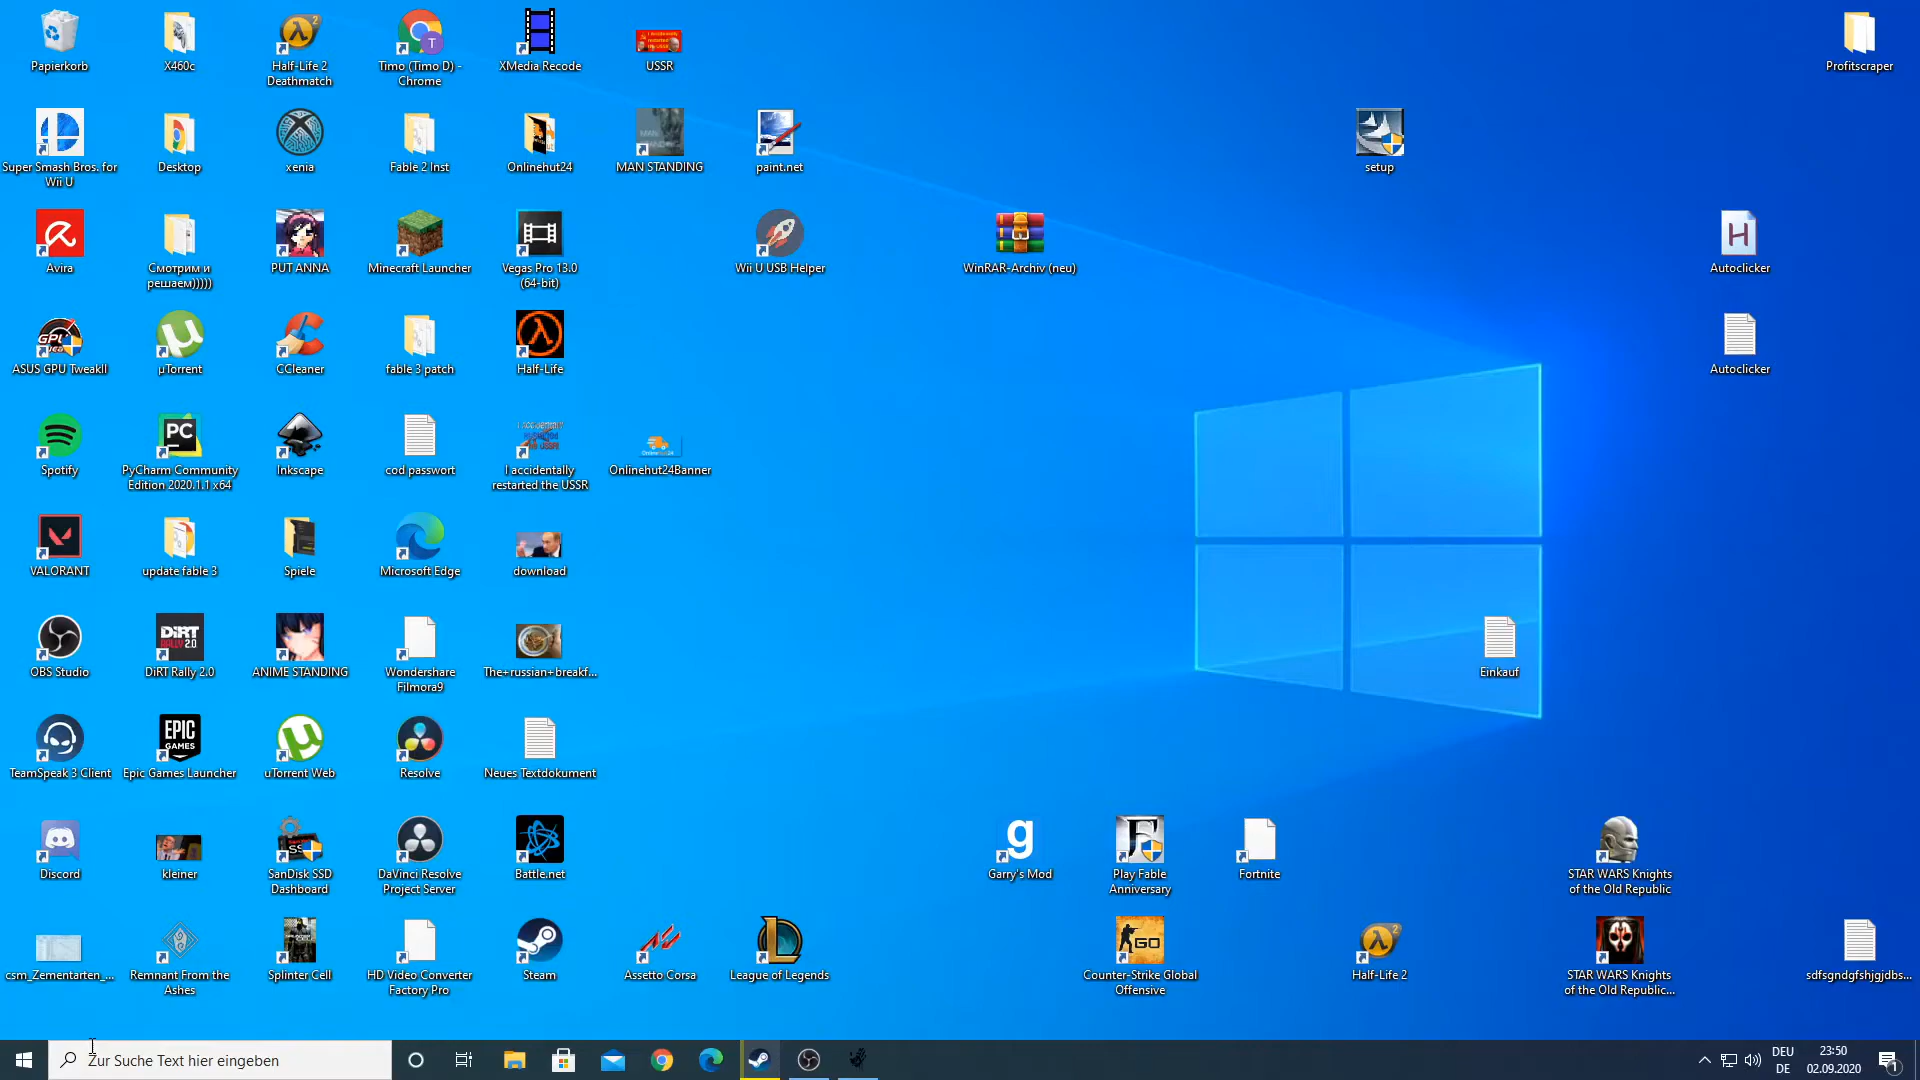 Papierkorb
X460c
Half-Life 2
Deathmatch
Timo (Timo D) -
Chrome
XMedia Recode
USSR
Profitscraper
Super Smash Bros. for
Wii U
Desktop
xenia
Fable 2 Inst
Onlinehut24
MAN STANDING
paint.net
setup
Avira
Смотрим и
решаем)))))
PUT ANNA
Minecraft Launcher
Vegas Pro 13.0
(64-bit)
Wii U USB Helper
WinRAR-Archiv (neu)
Autoclicker
ASUS GPU TweakII
µTorrent
CCleaner
fable 3 patch
Half-Life
Autoclicker
Spotify
PyCharm Community
Edition 2020.1.1 x64
Inkscape
cod passwort
I accidentally
restarted the USSR
Onlinehut24Banner
VALORANT
update fable 3
Spiele
Microsoft Edge
download
OBS Studio
DiRT Rally 2.0
ANIME STANDING
Wondershare
Filmora9
The+russian+breakf...
Einkauf
TeamSpeak 3 Client
Epic Games Launcher
uTorrent Web
Resolve
Neues Textdokument
Discord
kleiner
SanDisk SSD
Dashboard
DaVinci Resolve
Project Server
Battle.net
Garry's Mod
Play Fable
Anniversary
Fortnite
STAR WARS Knights
of the Old Republic
csm_Zementarten_...
Remnant From the
Ashes
Splinter Cell
HD Video Converter
Factory Pro
Steam
Assetto Corsa
League of Legends
Counter-Strike Global
Offensive
Half-Life 2
STAR WARS Knights
of the Old Republic...
sdfsgndgfshjgjdbs...
Zur Suche Text hier eingeben
DEU
DE
23:50
02.09.2020